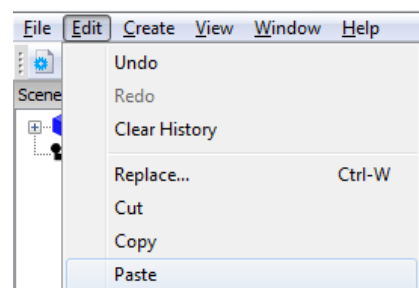 File Edit Create View Window Help
Undo
Scene
Redo
Clear History
Replace... Ctrl-W
Cut
Copy
Paste